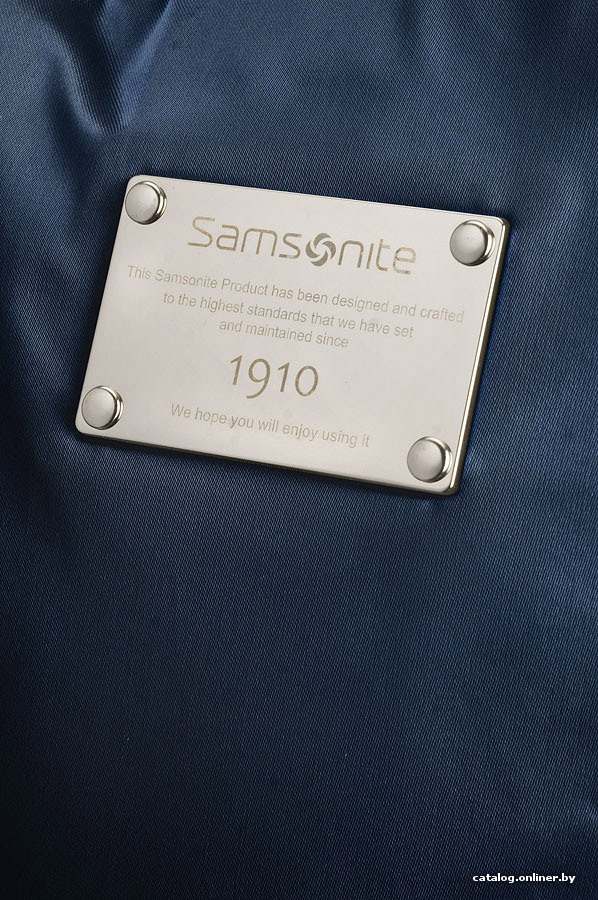 Samsonite
This Samsonite Product has been designed and crafted
to the highest standards that we have set
and maintained since
1910
We hope you will enjoy using it
catalog.onliner.by